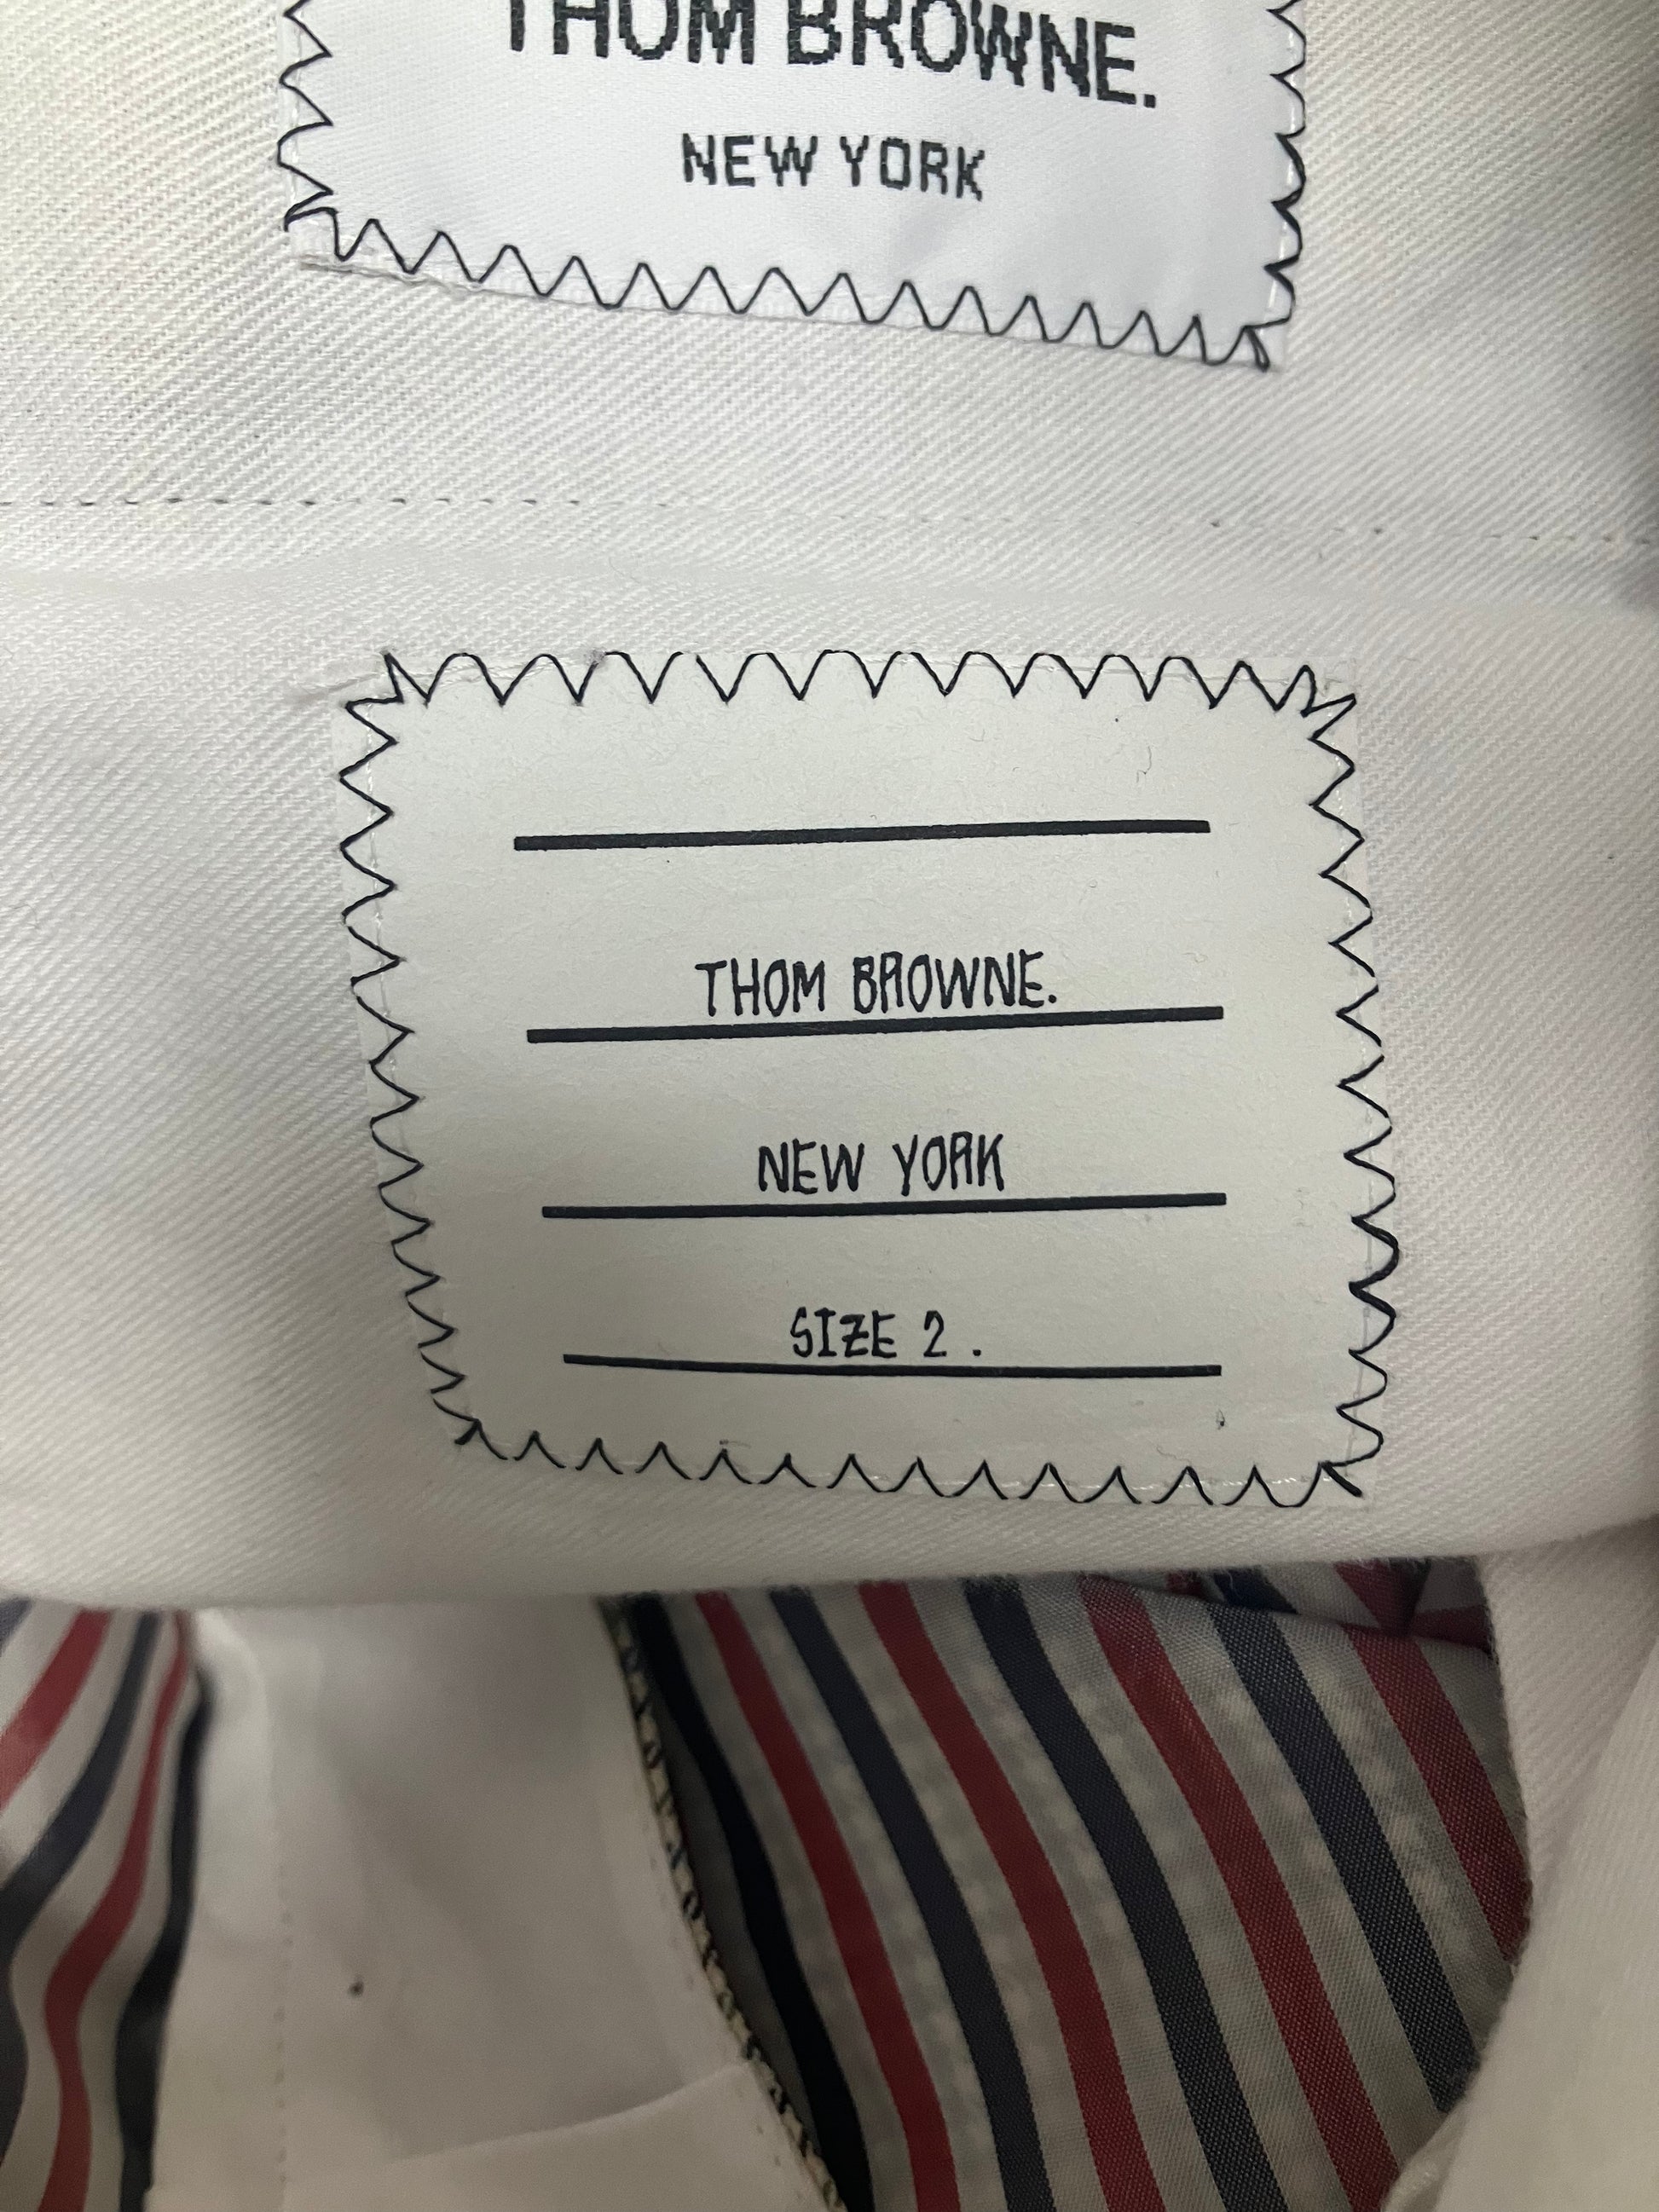 THOM BROWNE.
NEW YORK
THOM BROWNE.
NEW YORK
SIZE 2 .